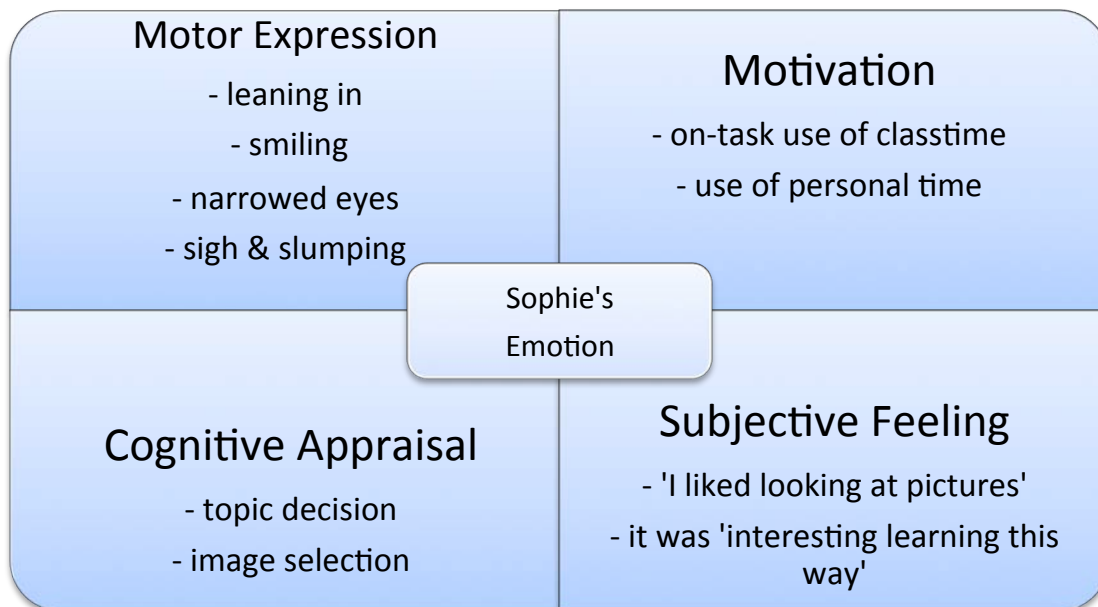 Motor Expression
- leaning in
- smiling
- narrowed eyes
- sigh & slumping
Motivation
- on-task use of classtime
- use of personal time
Sophie's
Emotion
Cognitive Appraisal
- topic decision
- image selection
Subjective Feeling
- 'I liked looking at pictures'
- it was 'interesting learning this
way'